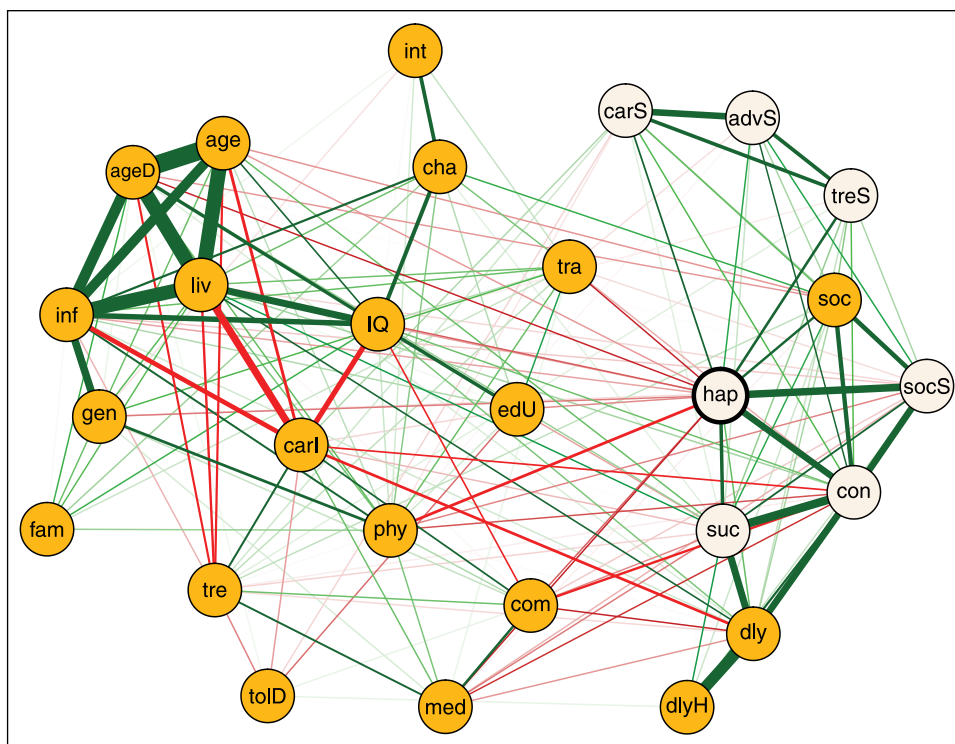 int
carS
advS
age
ageD
cha
treS
tra
liv
soc
inf
IQ
hap
socS
gen
edU
carI
con
fam
phy
suc
tre
com
dly
tolD
med
dlyH